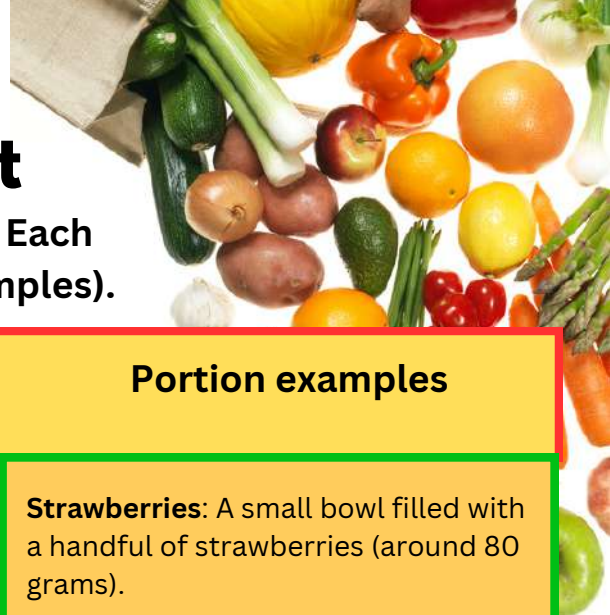 t
Each
mples).
Portion examples
Strawberries: A small bowl filled with
a handful of strawberries (around 80
grams).